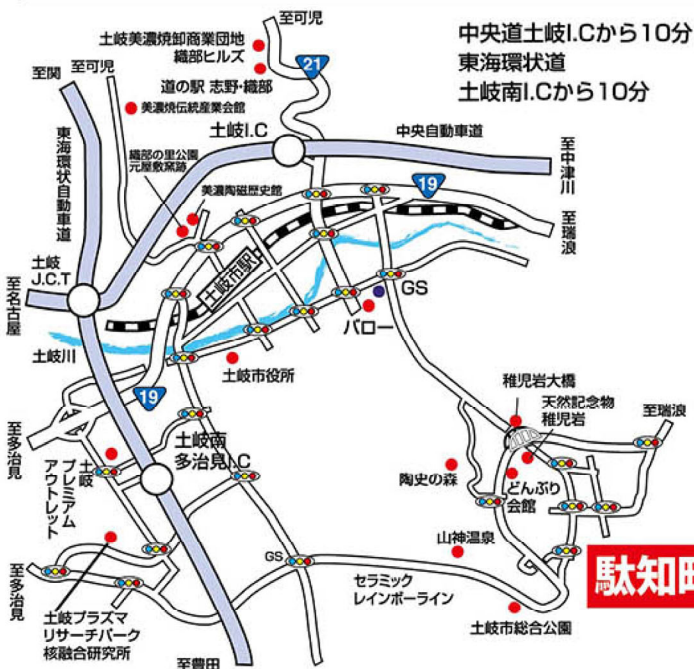 中央道土岐I.Cから10分
東海環状道
土岐南I.Cから10分
至可児
土岐美濃焼卸商業団地
織部ヒルズ
21
道の駅 志野・織部
至関
至可児
美濃焼伝統産業会館
土岐I.C
中央自動車道
至中津川
東海環状自動車道
織部の里公園
元屋敷窯跡
美濃陶磁歴史館
19
至瑞浪
土岐
J.C.T
土岐市駅
至名古屋
GS
バロー
土岐川
土岐市役所
19
稚児岩大橋
天然記念物
稚児岩
至瑞浪
至多治見
土岐南
多治見I.C
土岐
プレミアム
アウトレット
陶史の森
どんぶり
会館
山神温泉
GS
セラミック
レインボーライン
駄知町
至多治見
土岐プラズマ
リサーチパーク
核融合研究所
土岐市総合公園
至豊田